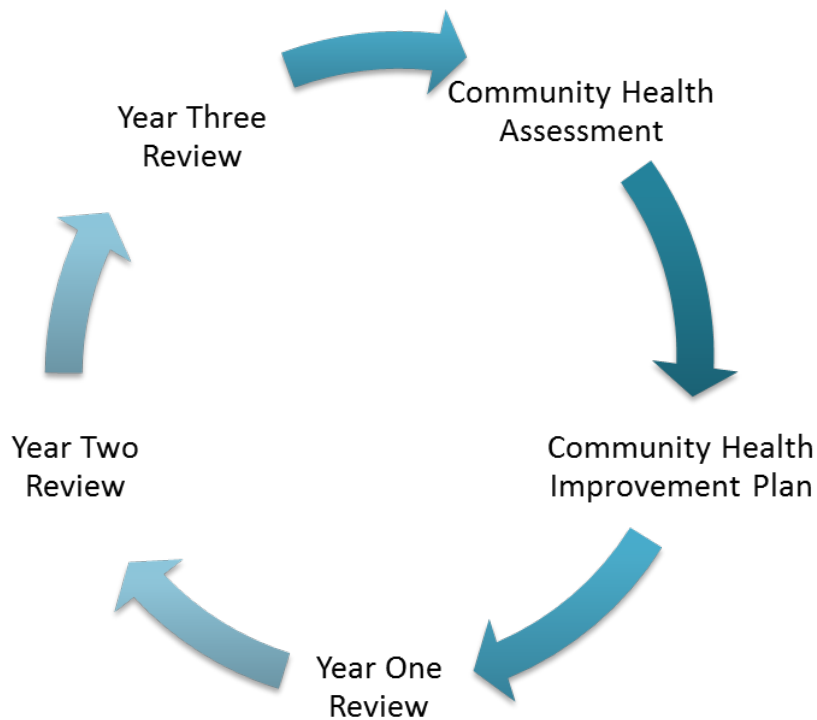 Community Health
Assessment
Community Health
Improvement Plan
Year One
Review
Year Two
Review
Year Three
Review